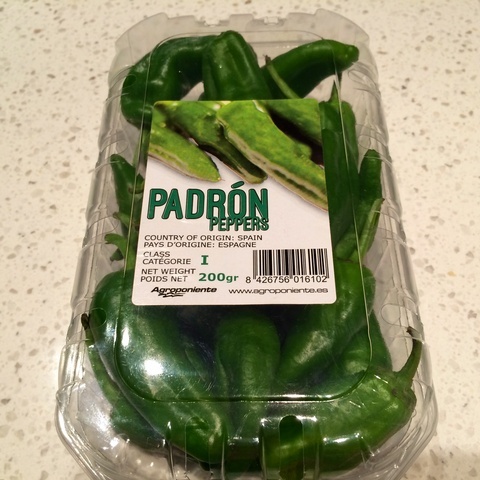 PADRÓN
PEPPERS
COUNTRY OF ORIGIN: SPAIN
PAYS D'ORIGINE: ESPAGNE
CLASS
CATÉGORIE I
NET WEIGHT
POIDS NET 200gr
8 426756 016102
Agroponiente www.agroponiente.es